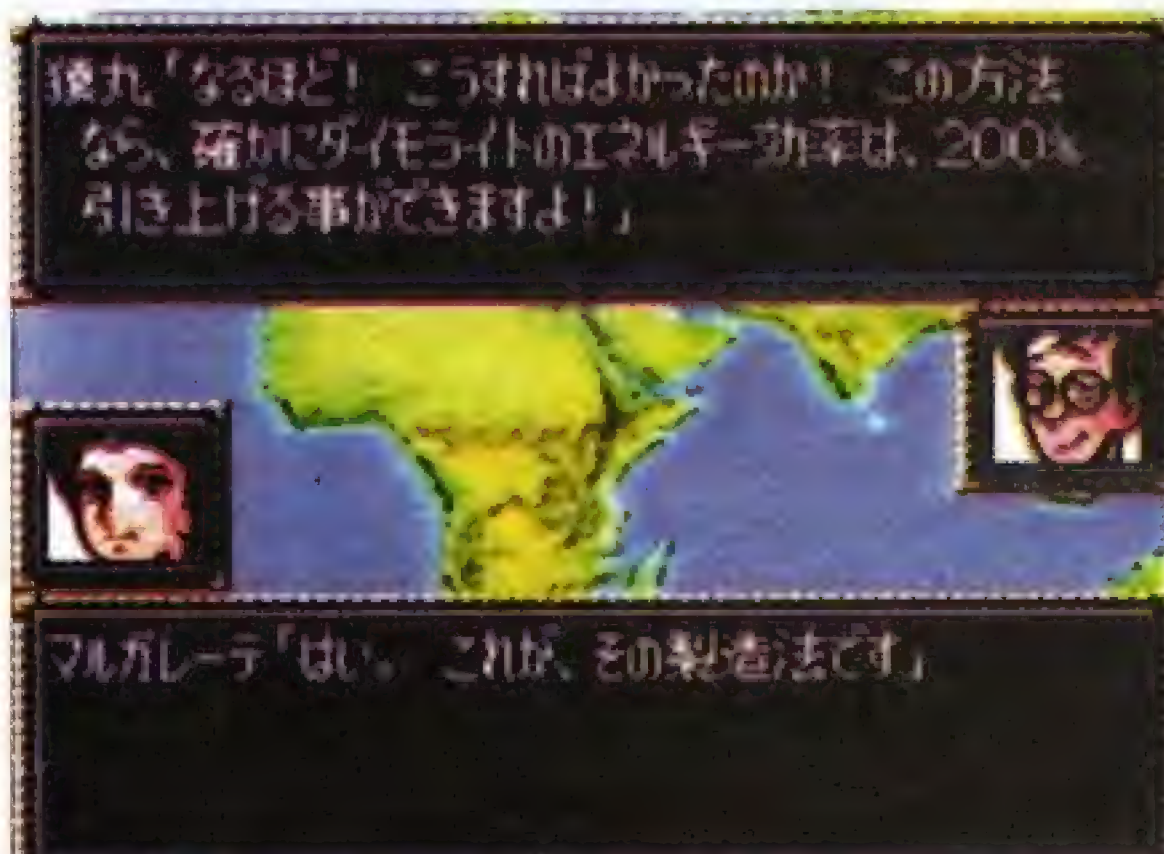 猿丸「なるほど！　こうすればよかったのか！　この方法
なら、確かにダイモライトのエネルギー効率は、200%
引き上げる事ができますよ！」
マルガレーテ「はい。　これが、その製造法です」